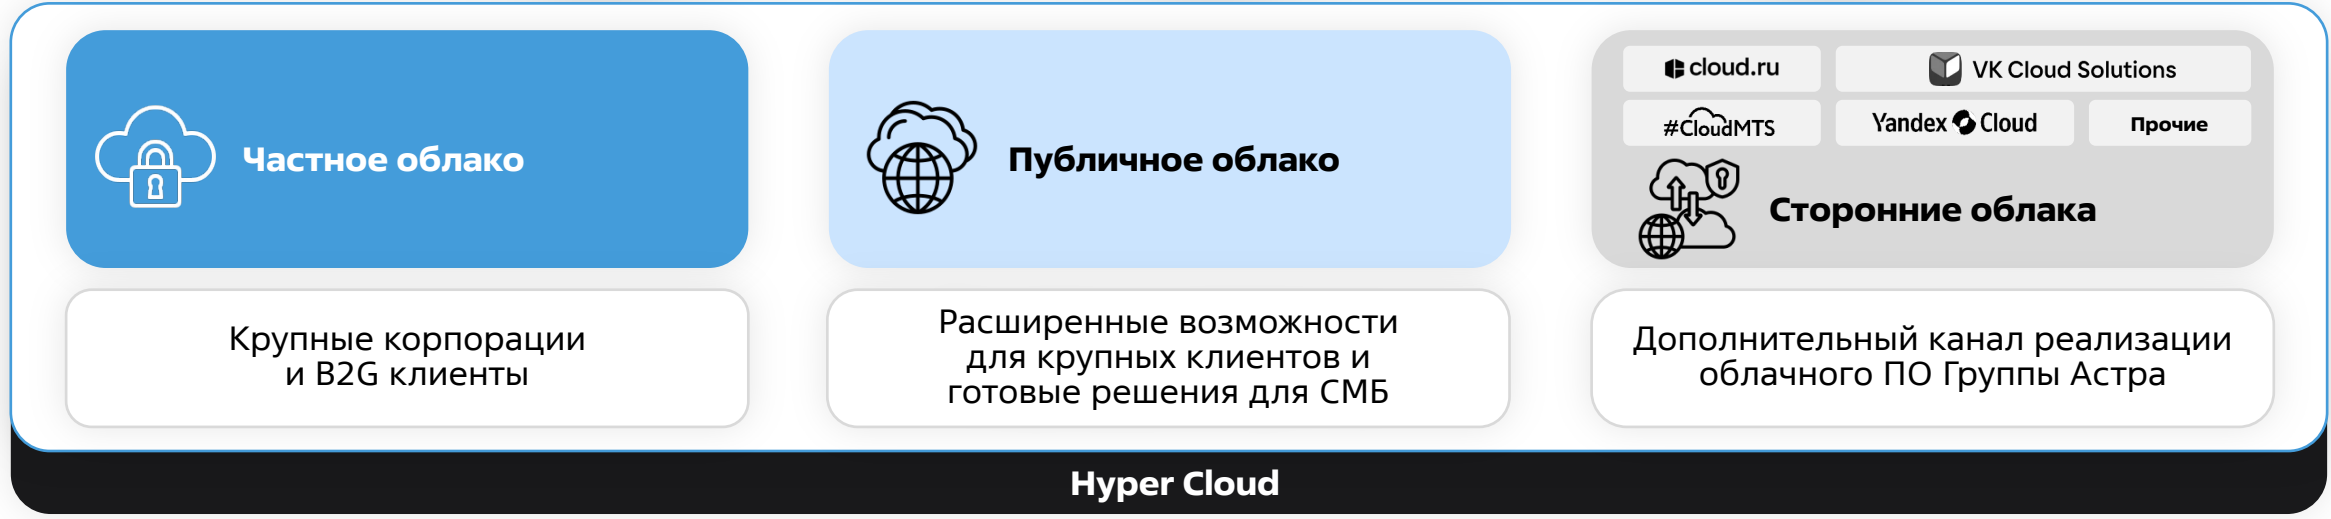 Частное облако
Крупные корпорации
и B2G клиенты
Публичное облако
Расширенные возможности
для крупных клиентов и
готовые решения для СМБ
cloud.ru
VK Cloud Solutions
#CloudMTS
Yandex Cloud
Прочие
Сторонние облака
Дополнительный канал реализации
облачного ПО Группы Астра
Hyper Cloud